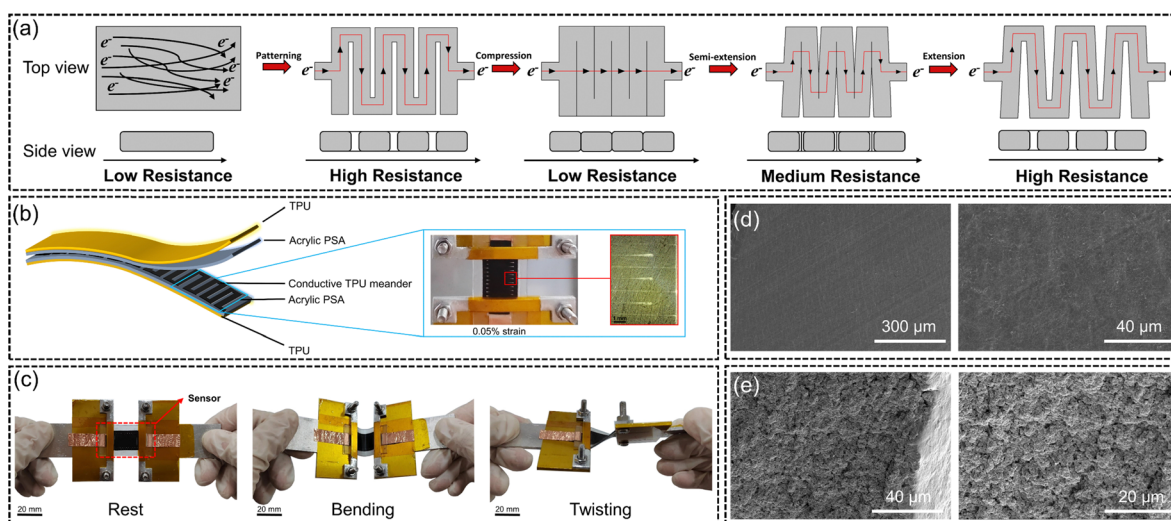 (a)
Top view
e- e- e- e- e- e- e-
Patterning
e- e-
Compression
e- e-
Semi-extension
e- e-
Extension
e- e-
Side view
Low Resistance
High Resistance
Low Resistance
Medium Resistance
High Resistance
(b)
TPU
Acrylic PSA
Conductive TPU meander
Acrylic PSA
TPU
0.05% strain
1 mm
(c)
Sensor
20 mm
Rest
20 mm
Bending
20 mm
Twisting
(d)
300 µm
40 µm
(e)
40 µm
20 µm